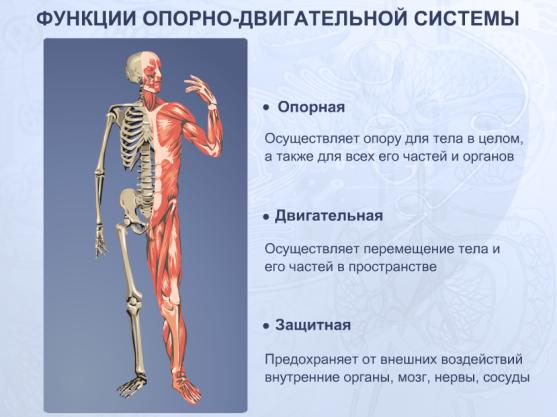 ФУНКЦИИ ОПОРНО-ДВИГАТЕЛЬНОЙ СИСТЕМЫ
• Опорная
Осуществляет опору для тела в целом,
а также для всех его частей и органов
• Двигательная
Осуществляет перемещение тела и
его частей в пространстве
• Защитная
Предохраняет от внешних воздействий
внутренние органы, мозг, нервы, сосуды